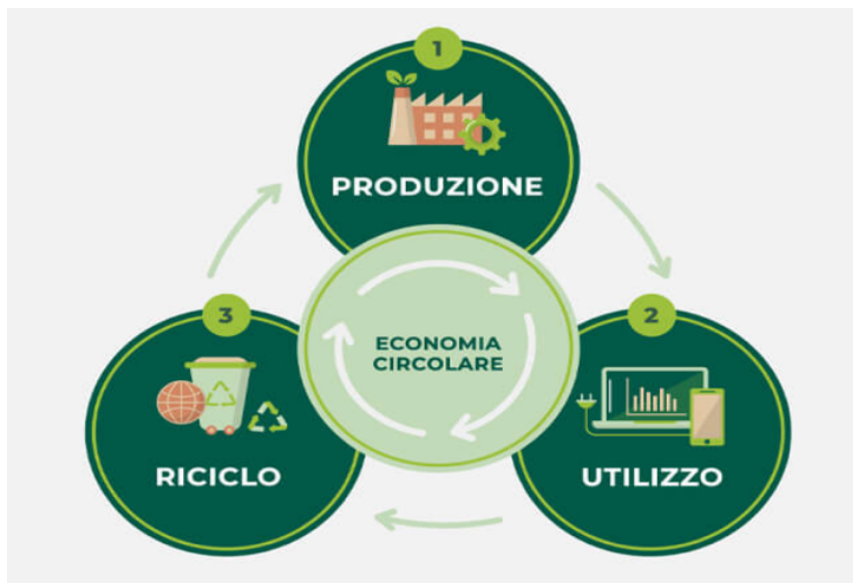 1
PRODUZIONE
ECONOMIA
CIRCOLARE
2
UTILIZZO
3
RICICLO